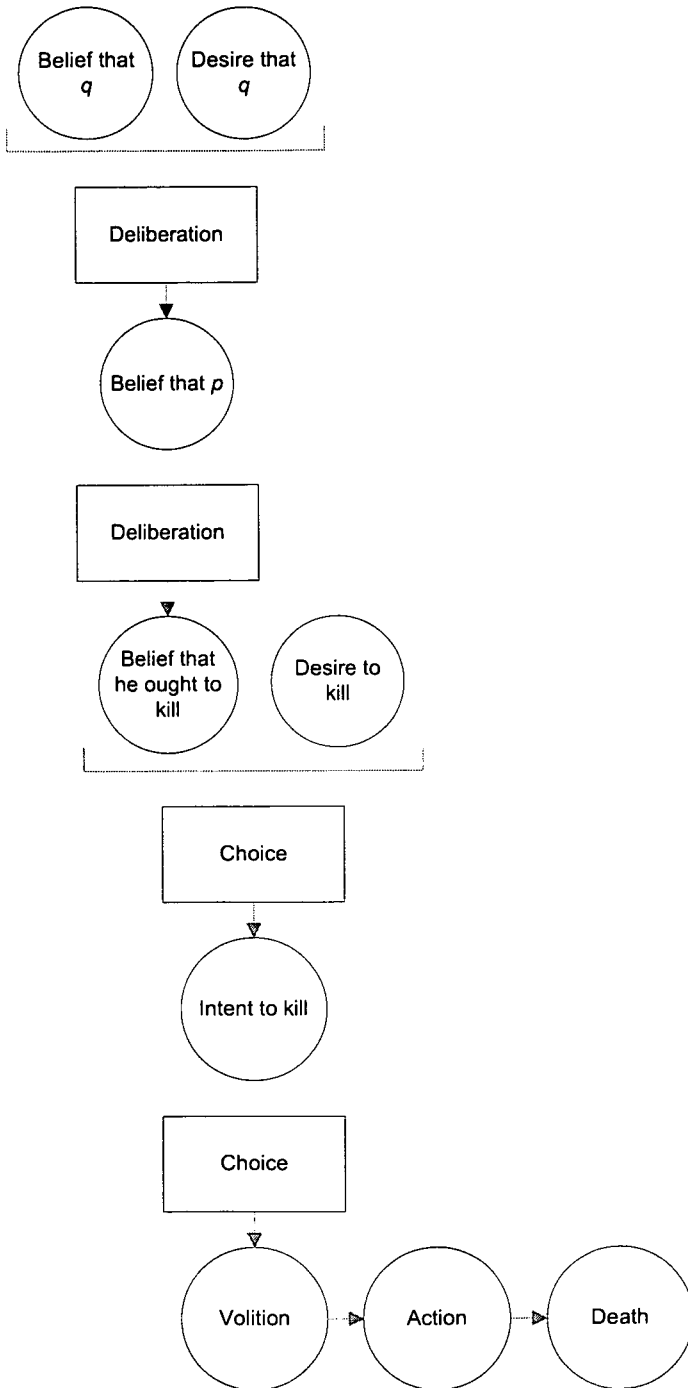 Belief that
q
Desire that
q
Deliberation
Belief that p
Deliberation
Belief that
he ought to
kill
Desire to
kill
Choice
Intent to kill
Choice
Volition
Action
Death